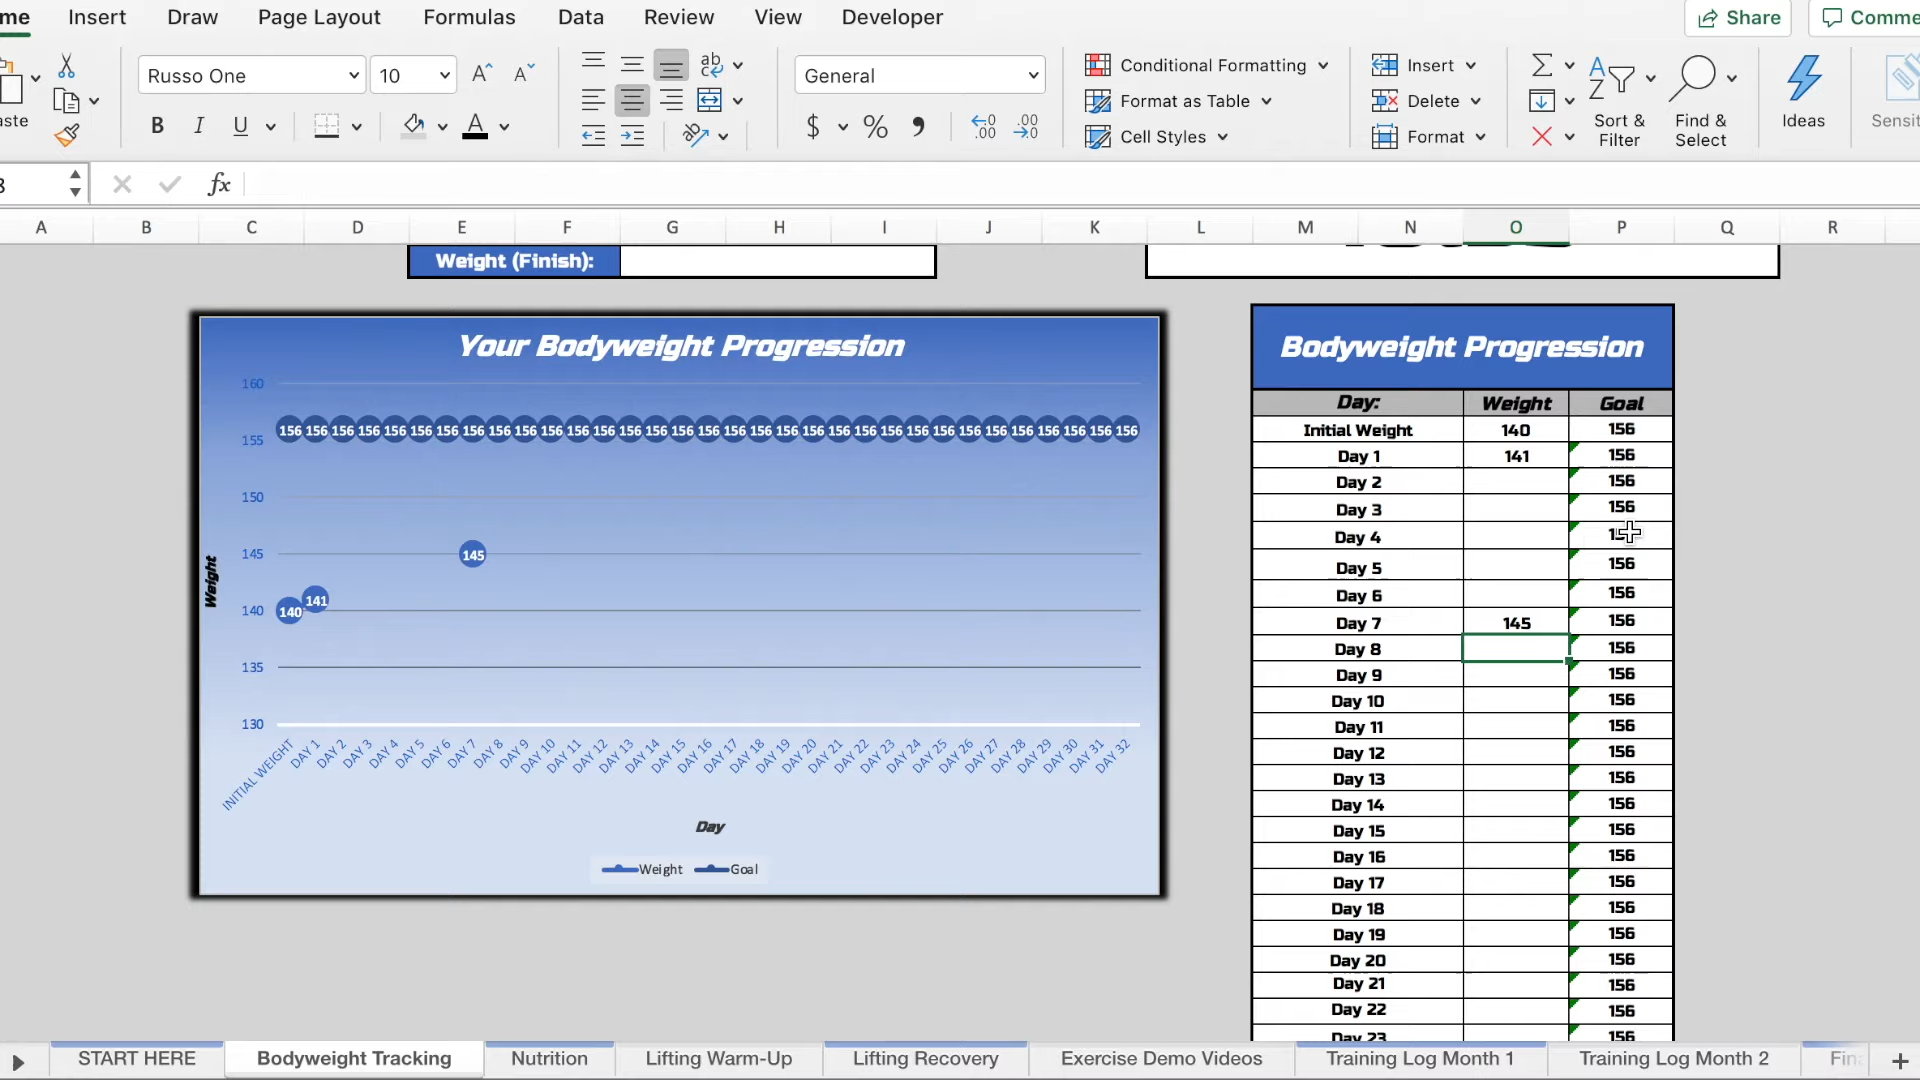 Insert Draw Page Layout Formulas Data Review View Developer Share
Russo One 10 General Conditional Formatting Insert
Format as Table Delete
B I U $ % Cell Styles Format Sort & Filter Find & Select Ideas
fx
A B C D E F G H I J K L M N O P Q R
Weight (Finish):
Your Bodyweight Progression
160
155
150
145
140
135
130
156 156 156 156 156 156 156 156 156 156 156 156 156 156 156 156 156 156 156 156 156 156 156 156 156 156 156 156 156 156 156 156 156
145
141
140
Weight
INITIAL WEIGHT DAY 1 DAY 2 DAY 3 DAY 4 DAY 5 DAY 6 DAY 7 DAY 8 DAY 9 DAY 10 DAY 11 DAY 12 DAY 13 DAY 14 DAY 15 DAY 16 DAY 17 DAY 18 DAY 19 DAY 20 DAY 21 DAY 22 DAY 23 DAY 24 DAY 25 DAY 26 DAY 27 DAY 28 DAY 29 DAY 30 DAY 31 DAY 32
Day
Weight Goal
Bodyweight Progression
Day: Weight Goal
Initial Weight 140 156
Day 1 141 156
Day 2 156
Day 3 156
Day 4
Day 5 156
Day 6 156
Day 7 145 156
Day 8 156
Day 9 156
Day 10 156
Day 11 156
Day 12 156
Day 13 156
Day 14 156
Day 15 156
Day 16 156
Day 17 156
Day 18 156
Day 19 156
Day 20 156
Day 21 156
Day 22 156
Day 23 156
START HERE Bodyweight Tracking Nutrition Lifting Warm-Up Lifting Recovery Exercise Demo Videos Training Log Month 1 Training Log Month 2